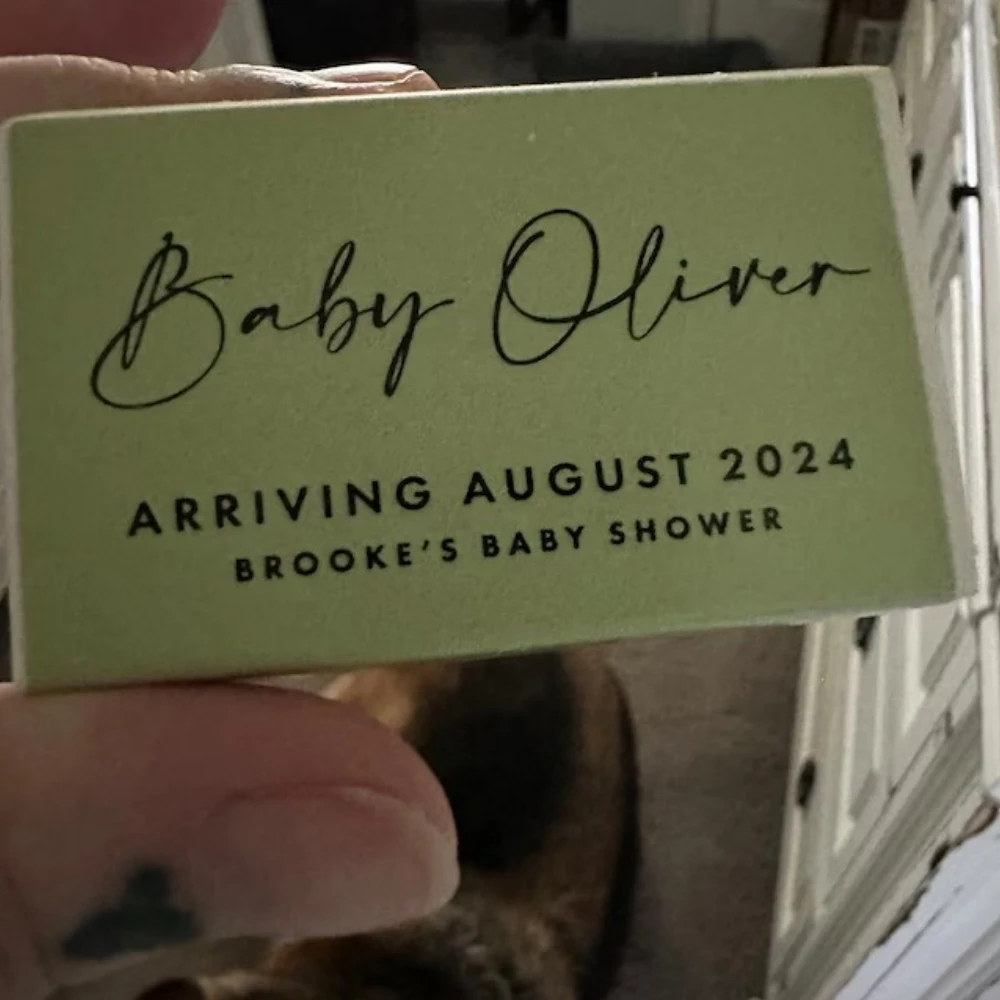 Baby Oliver
ARRIVING AUGUST 2024
BROOKE'S BABY SHOWER